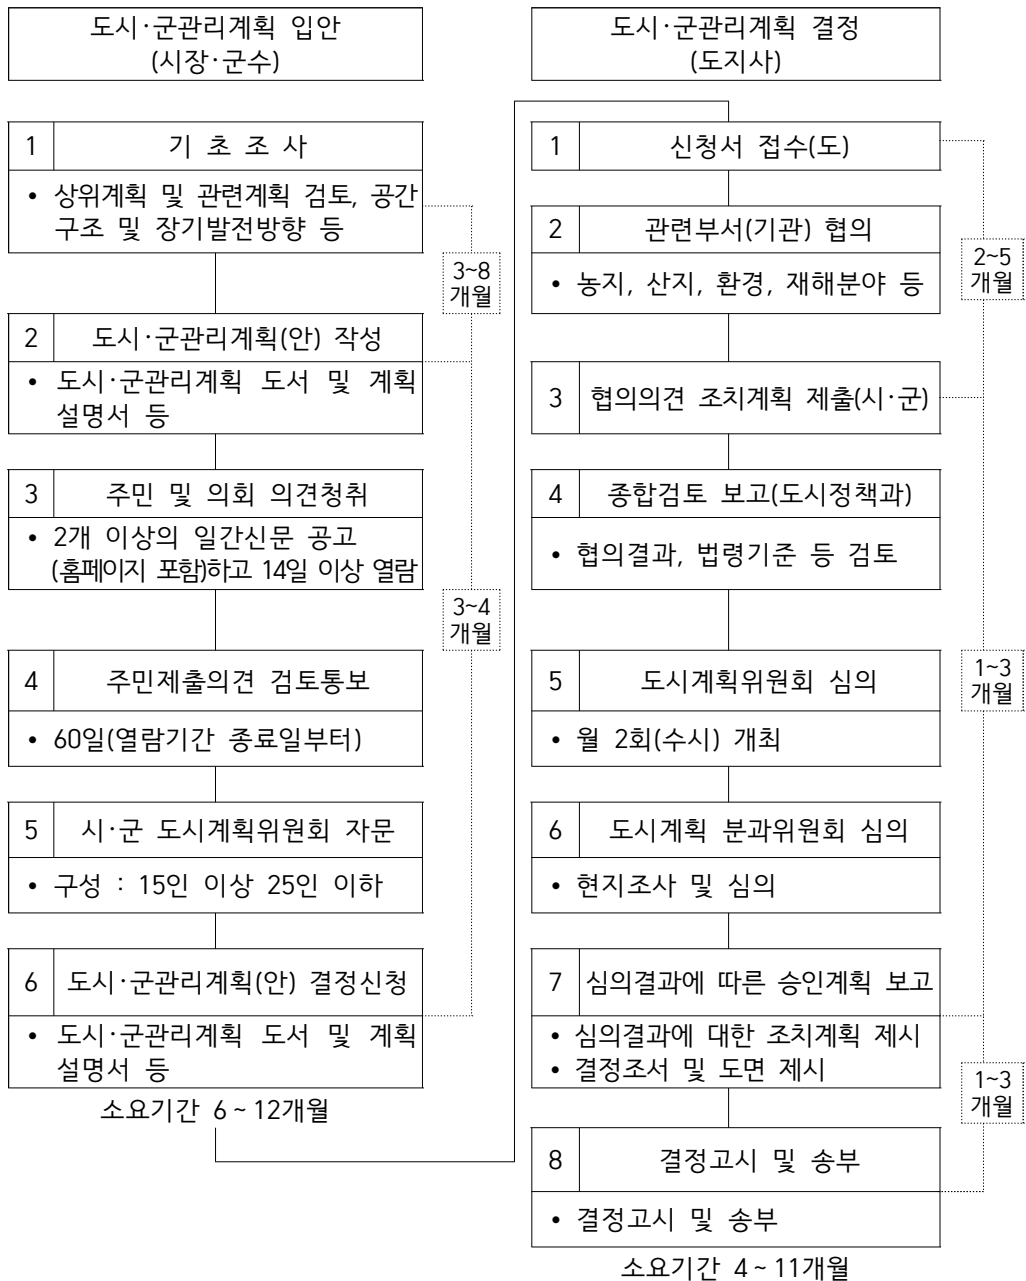 도시·군관리계획 입안
(시장·군수)
1 기 초 조 사
• 상위계획 및 관련계획 검토, 공간
구조 및 장기발전방향 등
3~8
개월
2 도시·군관리계획(안) 작성
• 도시·군관리계획 도서 및 계획
설명서 등
3 주민 및 의회 의견청취
• 2개 이상의 일간신문 공고
(홈페이지 포함)하고 14일 이상 열람
3~4
개월
4 주민제출의견 검토통보
• 60일(열람기간 종료일부터)
5 시·군 도시계획위원회 자문
• 구성 : 15인 이상 25인 이하
6 도시·군관리계획(안) 결정신청
• 도시·군관리계획 도서 및 계획
설명서 등
소요기간 6 ~ 12개월
도시·군관리계획 결정
(도지사)
1 신청서 접수(도)
2 관련부서(기관) 협의
• 농지, 산지, 환경, 재해분야 등
2~5
개월
3 협의의견 조치계획 제출(시·군)
4 종합검토 보고(도시정책과)
• 협의결과, 법령기준 등 검토
5 도시계획위원회 심의
• 월 2회(수시) 개최
1~3
개월
6 도시계획 분과위원회 심의
• 현지조사 및 심의
7 심의결과에 따른 승인계획 보고
• 심의결과에 대한 조치계획 제시
• 결정조서 및 도면 제시
1~3
개월
8 결정고시 및 송부
• 결정고시 및 송부
소요기간 4 ~ 11개월